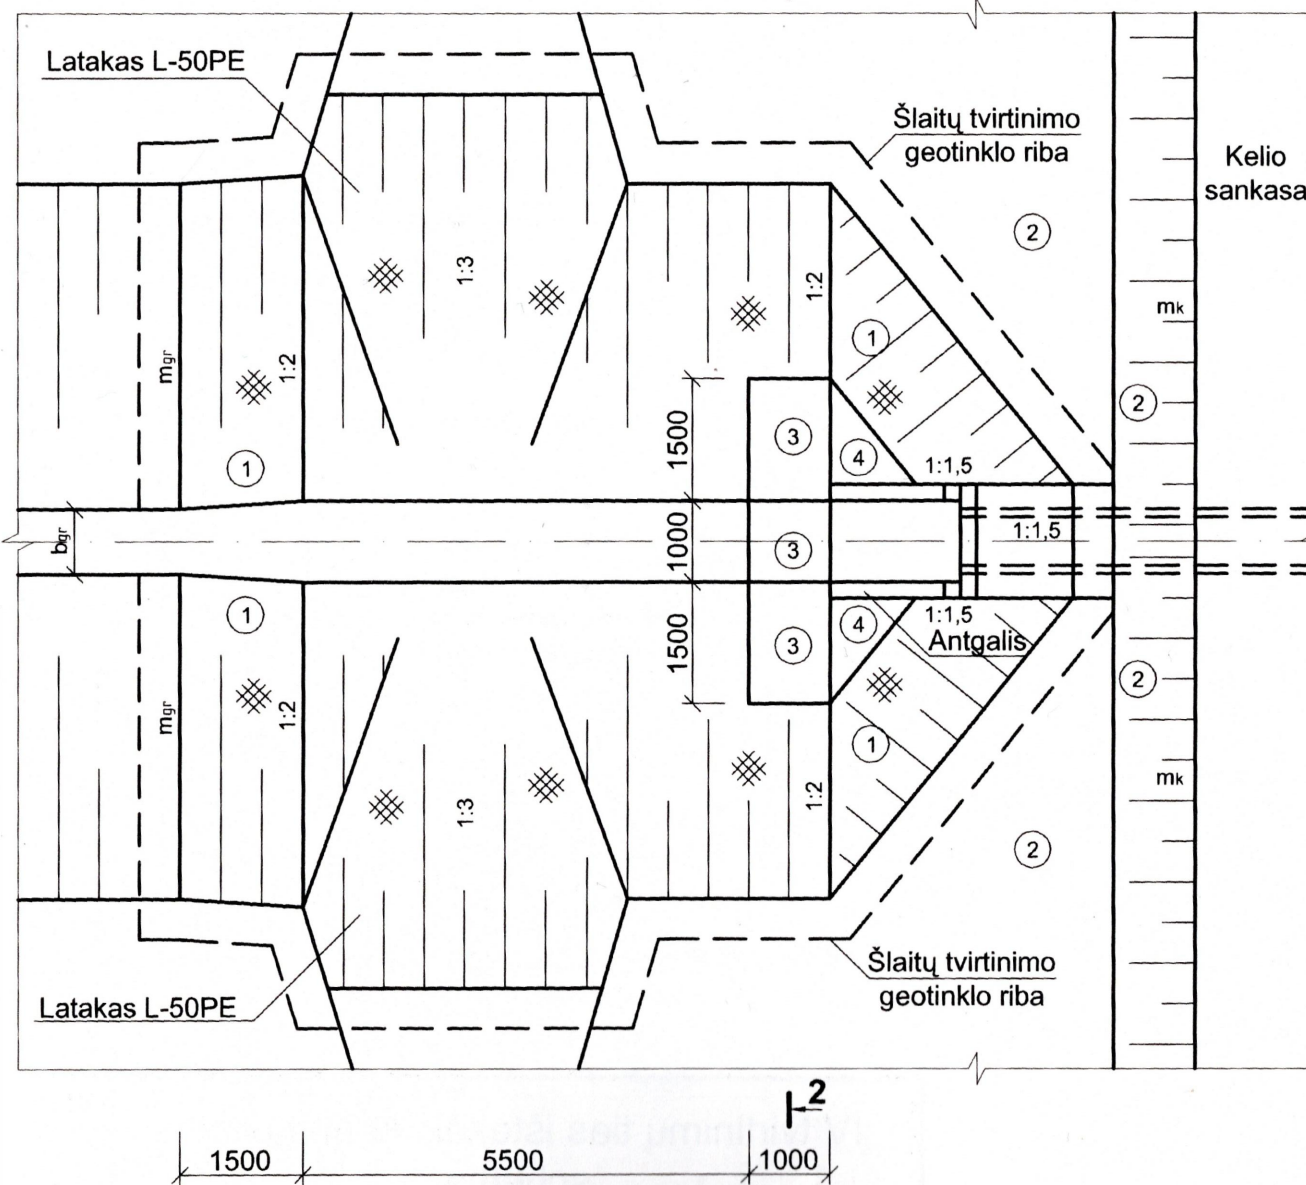 Latakas L-50PE
Šlaitų tvirtinimo
geotinklo riba
Kelio
sankasa
2
1:3
1:2
mk
1
mgr
1:2
2
1500
3
1
4
1:1,5
bgr
1000
3
1:1,5
1
1500
3
4
1:1,5
Antgalis
2
mgr
1:2
1
1:3
1:2
mk
2
Šlaitų tvirtinimo
geotinklo riba
Latakas L-50PE
2
1500
5500
1000